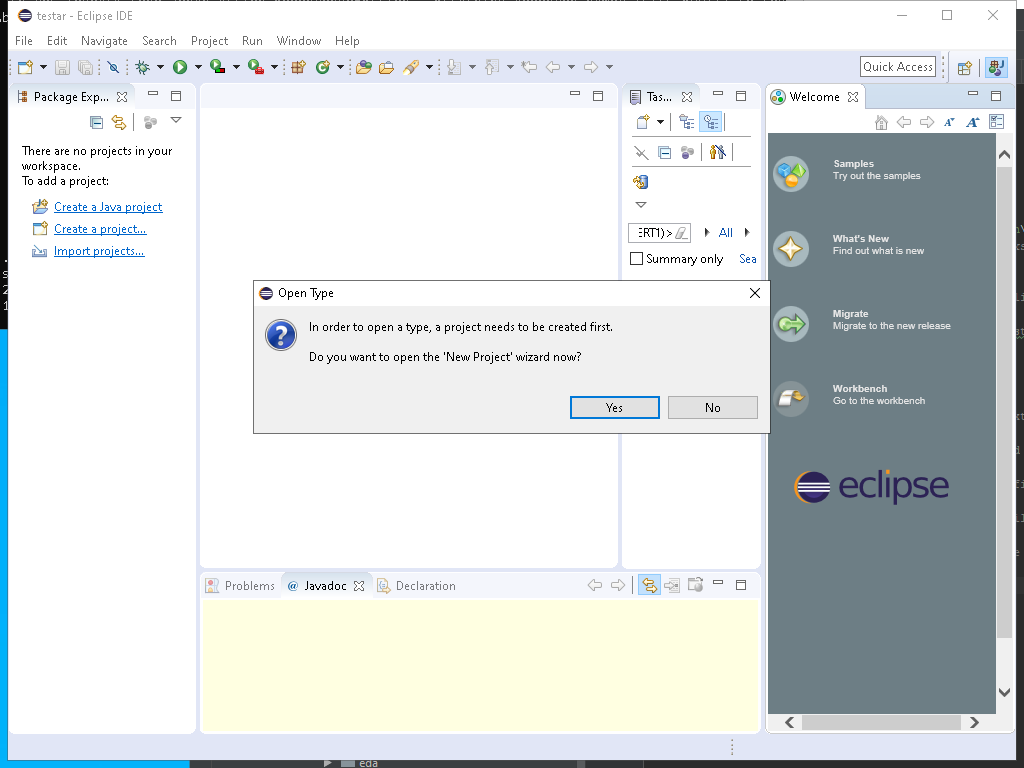 testar - Eclipse IDE
File Edit Navigate Search Project Run Window Help
Quick Access
Package Exp...
Tas...
Welcome
There are no projects in your
workspace.
To add a project:
Create a Java project
Create a project...
Import projects...
ERT1)>
All
Summary only
Sea
Samples
Try out the samples
What's New
Find out what is new
Migrate
Migrate to the new release
Workbench
Go to the workbench
eclipse
Open Type
In order to open a type, a project needs to be created first.
Do you want to open the 'New Project' wizard now?
Yes
No
Problems
@ Javadoc
Declaration
eda